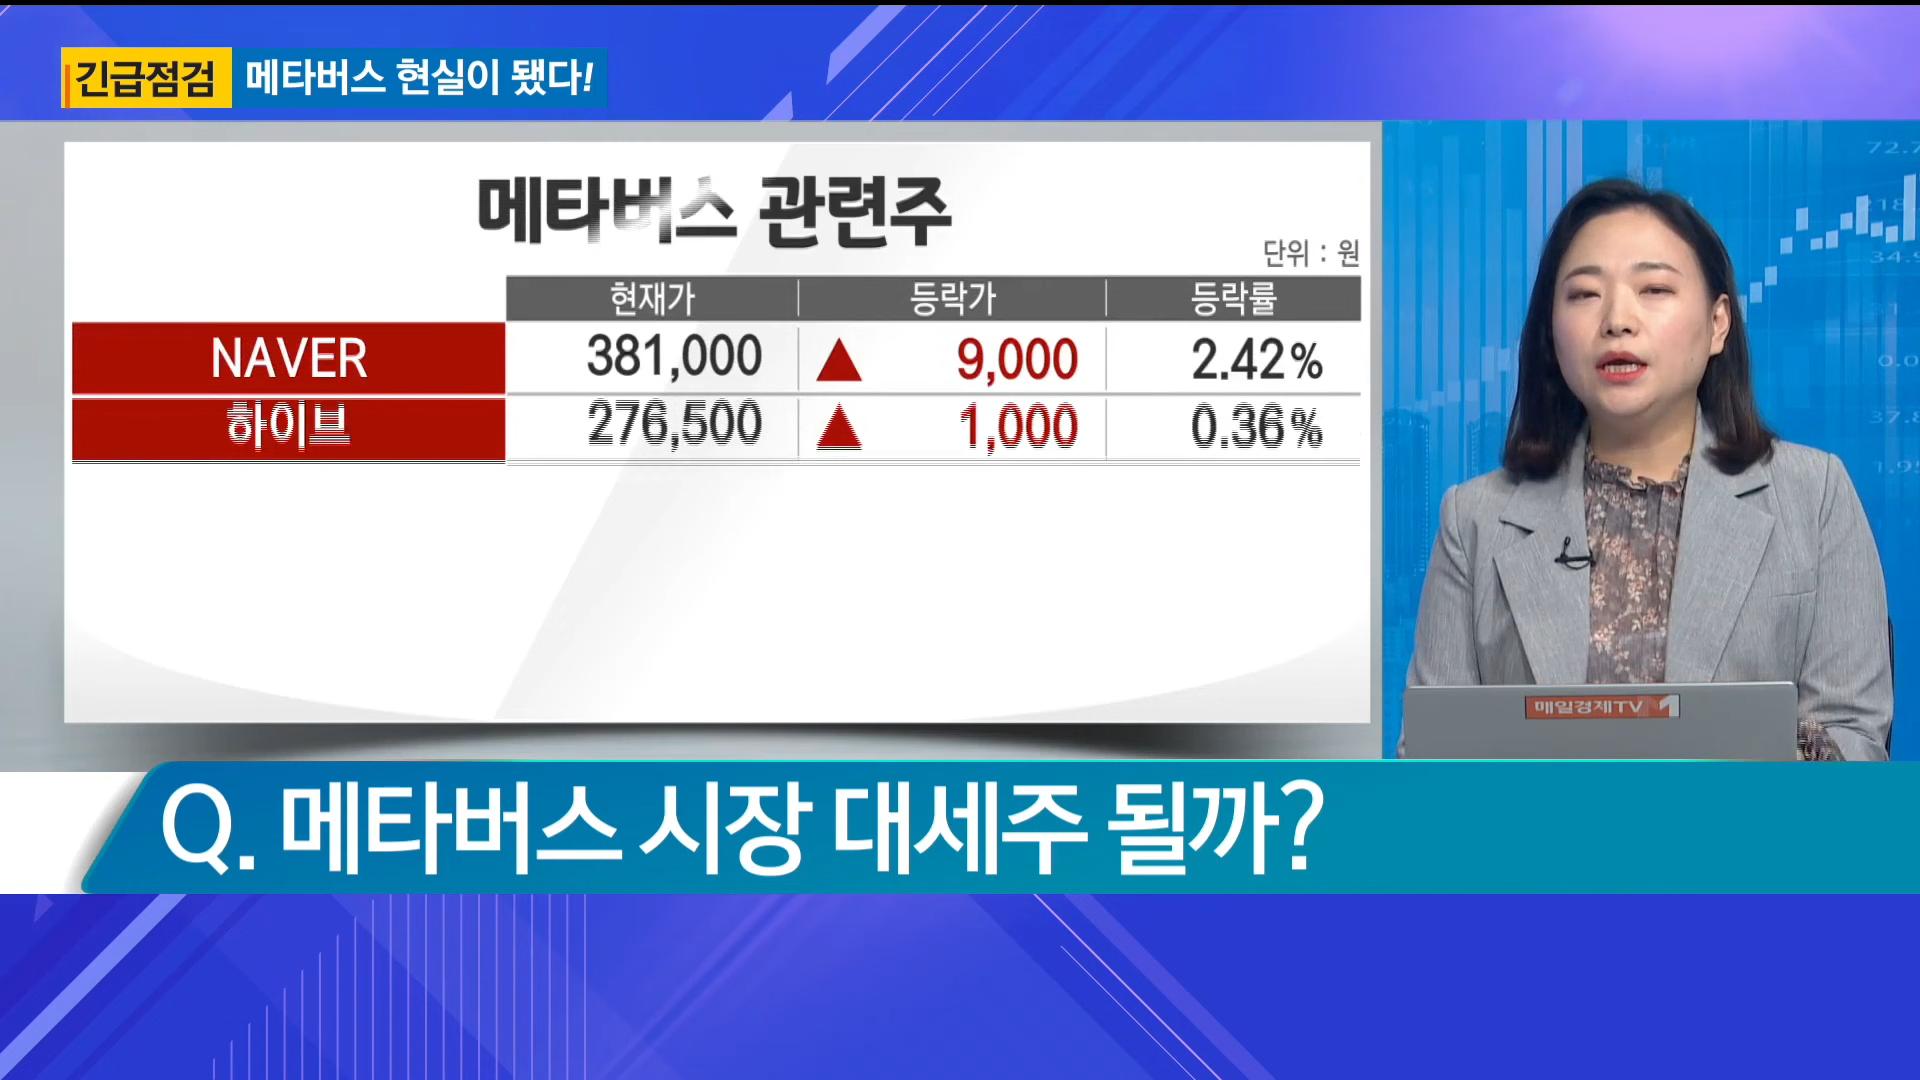 긴급점검 메타버스 현실이 됐다!
메타버스 관련주
단위 : 원
현재가 등락가 등락률
NAVER 381,000 ▲ 9,000 2.42%
하이브 276,500 ▲ 1,000 0.36%
매일경제TV
Q. 메타버스 시장 대세주 될까?